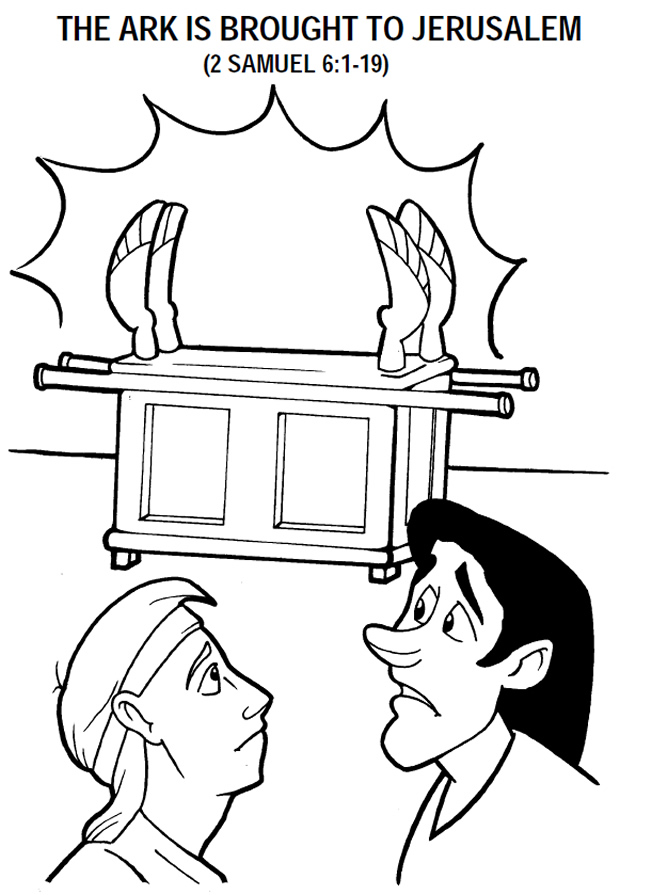 THE ARK IS BROUGHT TO JERUSALEM
(2 SAMUEL 6:1-19)